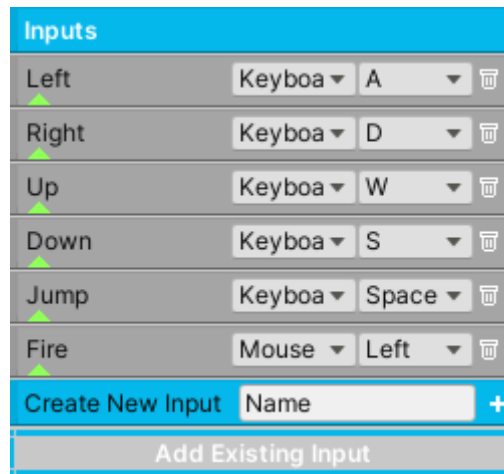 Inputs
Left Keyboa A
Right Keyboa D
Up Keyboa W
Down Keyboa S
Jump Keyboa Space
Fire Mouse Left
Create New Input Name +
Add Existing Input